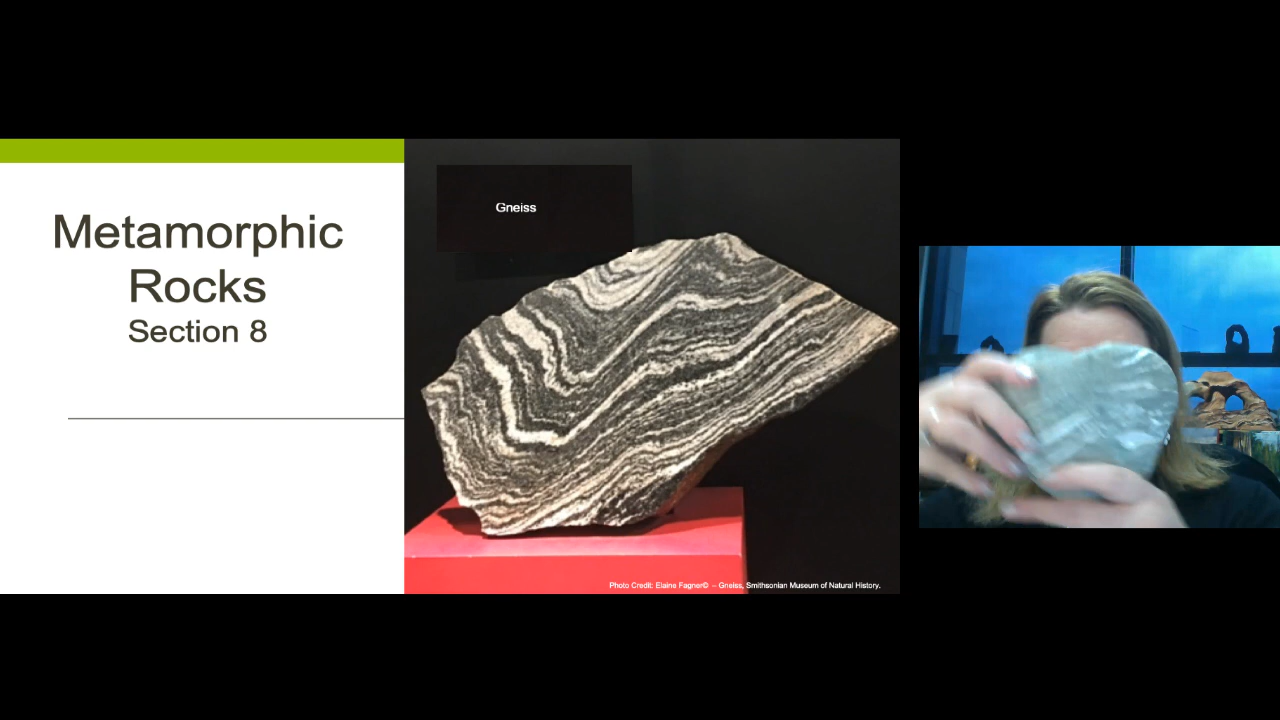 Metamorphic
Rocks
Section 8
Gneiss
Photo Credit: Elaine Fagner© – Gneiss, Smithsonian Museum of Natural History.